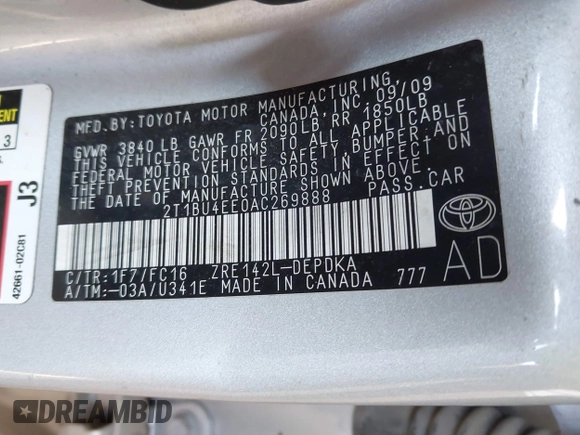 MFD.BY:TOYOTA MOTOR MANUFACTURING,
CANADA, INC. 09/09
GVWR 3840LB GAWR FR 2090LB RR 1850LB
THIS VEHICLE CONFORMS TO ALL APPLICABLE
FEDERAL MOTOR VEHICLE SAFETY,BUMPER,AND
THEFT PREVENTION STANDARDS IN EFFECT ON
THE DATE OF MANUFACTURE SHOWN ABOVE.
2T1BU4EE0AC269888 PASS.CAR
C/TR:1F7/FC16 ZRE142L-DEPDKA
A/TM:-03A/U341E MADE IN CANADA 777
AD
J3
42661-02C81
3
DREAMBID